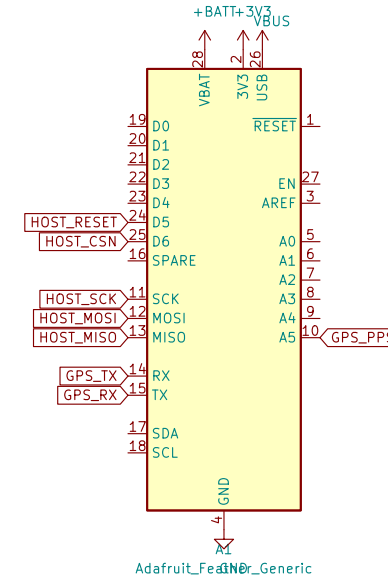 +BATT
+3V3
VBUS
28
2
26
VBAT
3V3
USB
19 D0
RESET 1
20 D1
21 D2
22 D3
EN 27
23 D4
AREF 3
HOST_RESET 24 D5
HOST_CSN 25 D6
A0 5
16 SPARE
A1 6
A2 7
HOST_SCK 11 SCK
A3 8
HOST_MOSI 12 MOSI
A4 9
HOST_MISO 13 MISO
A5 10 GPS_PPS
GPS_TX 14 RX
GPS_RX 15 TX
17 SDA
18 SCL
GND
4
A1
Adafruit_Feather_Generic
GND